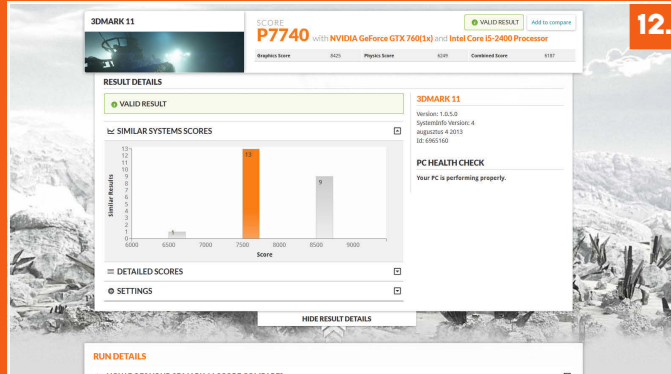 12.
3DMARK 11
SCORE
P7740 with NVIDIA GeForce GTX 760(1x) and Intel Core i5-2400 Processor
VALID RESULT
Add to compare
Graphics Score 8425 Physics Score 6249 Combined Score 6187
RESULT DETAILS
VALID RESULT
SIMILAR SYSTEMS SCORES
13
12
11
10
9
8
7
6
5
4
3
2
1
0
Similar Results
1
13
9
6000 6500 7000 7500 8000 8500 9000
Score
DETAILED SCORES
SETTINGS
3DMARK 11
Version: 1.0.5.0
SystemInfo Version: 4
augusztus 4 2013
Id: 6965160
PC HEALTH CHECK
Your PC is performing properly.
HIDE RESULT DETAILS
RUN DETAILS